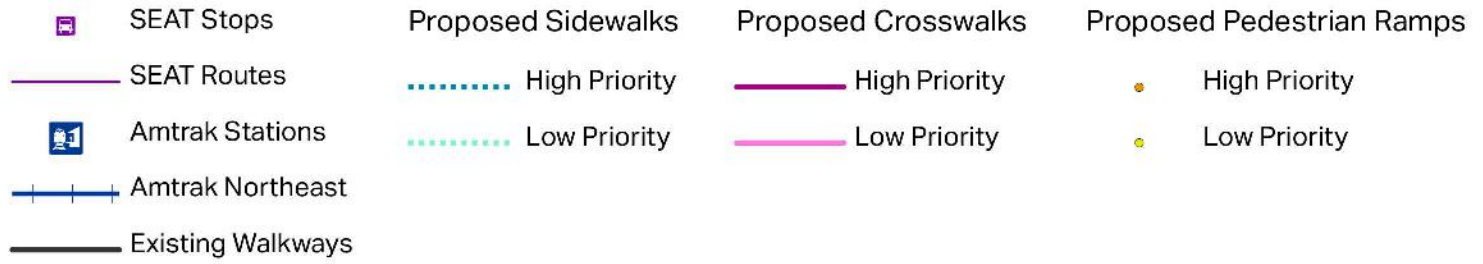 SEAT Stops
SEAT Routes
Amtrak Stations
Amtrak Northeast
Existing Walkways
Proposed Sidewalks
High Priority
Low Priority
Proposed Crosswalks
High Priority
Low Priority
Proposed Pedestrian Ramps
High Priority
Low Priority